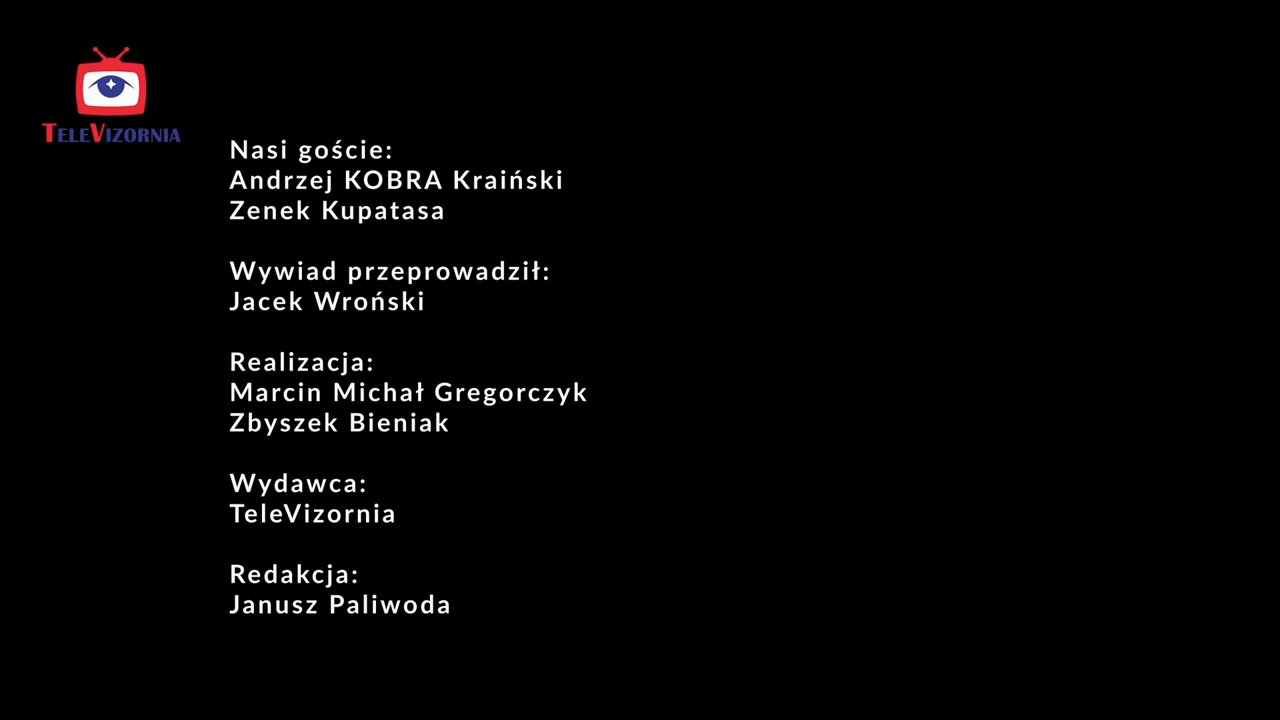 TELEVIZORNIA
Nasi goście:
Andrzej KOBRA Kraiński
Zenek Kupatasa
Wywiad przeprowadził:
Jacek Wroński
Realizacja:
Marcin Michał Gregorczyk
Zbyszek Bieniak
Wydawca:
TeleVizornia
Redakcja:
Janusz Paliwoda